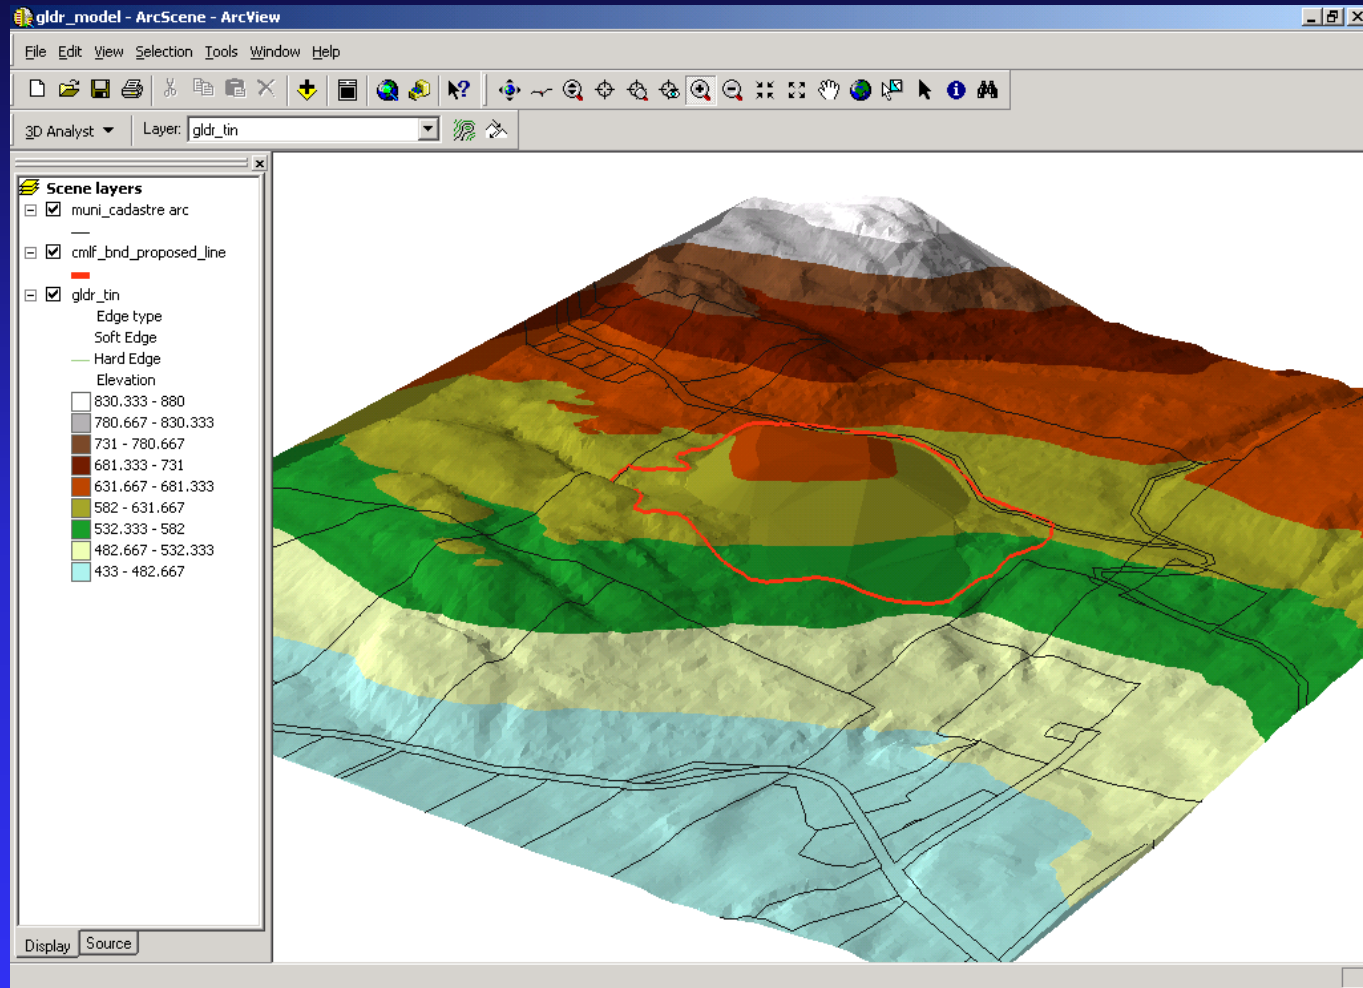 gldr_model - ArcScene - ArcView
File Edit View Selection Tools Window Help
3D Analyst Layer: gldr_tin
Scene layers
muni_cadastre arc
cmlf_bnd_proposed_line
gldr_tin
Edge type
Soft Edge
Hard Edge
Elevation
830.333 - 880
780.667 - 830.333
731 - 780.667
681.333 - 731
631.667 - 681.333
582 - 631.667
532.333 - 582
482.667 - 532.333
433 - 482.667
Display Source